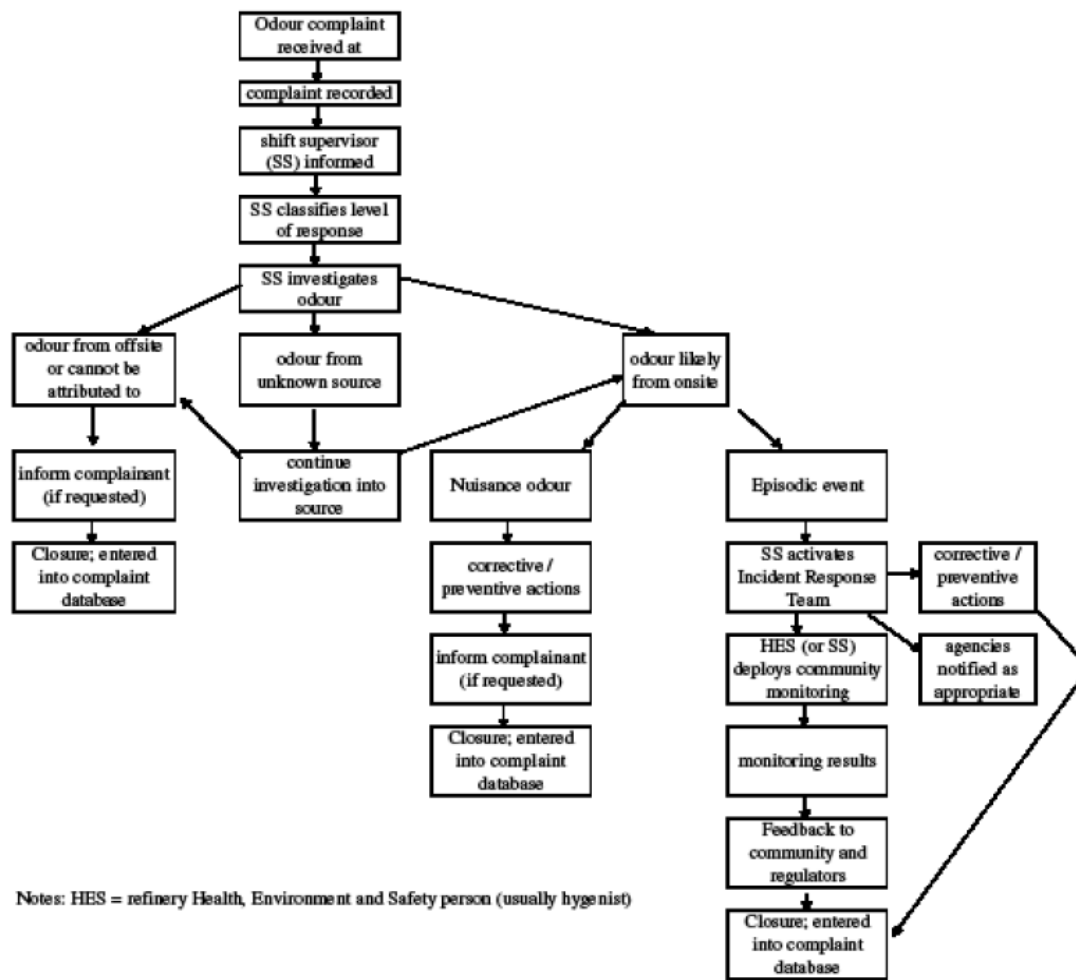 Odour complaint
received at
complaint recorded
shift supervisor
(SS) informed
SS classifies level
of response
SS investigates
odour
odour from offsite
or cannot be
attributed to
odour from
unknown source
odour likely
from onsite
inform complainant
(if requested)
continue
investigation into
source
Nuisance odour
Episodic event
Closure; entered
into complaint
database
corrective /
preventive actions
SS activates
Incident Response
Team
corrective /
preventive
actions
inform complainant
(if requested)
HES (or SS)
deploys community
monitoring
agencies
notified as
appropriate
Closure; entered
into complaint
database
monitoring results
Feedback to
community and
regulators
Notes: HES = refinery Health, Environment and Safety person (usually hygenist)
Closure; entered
into complaint
database